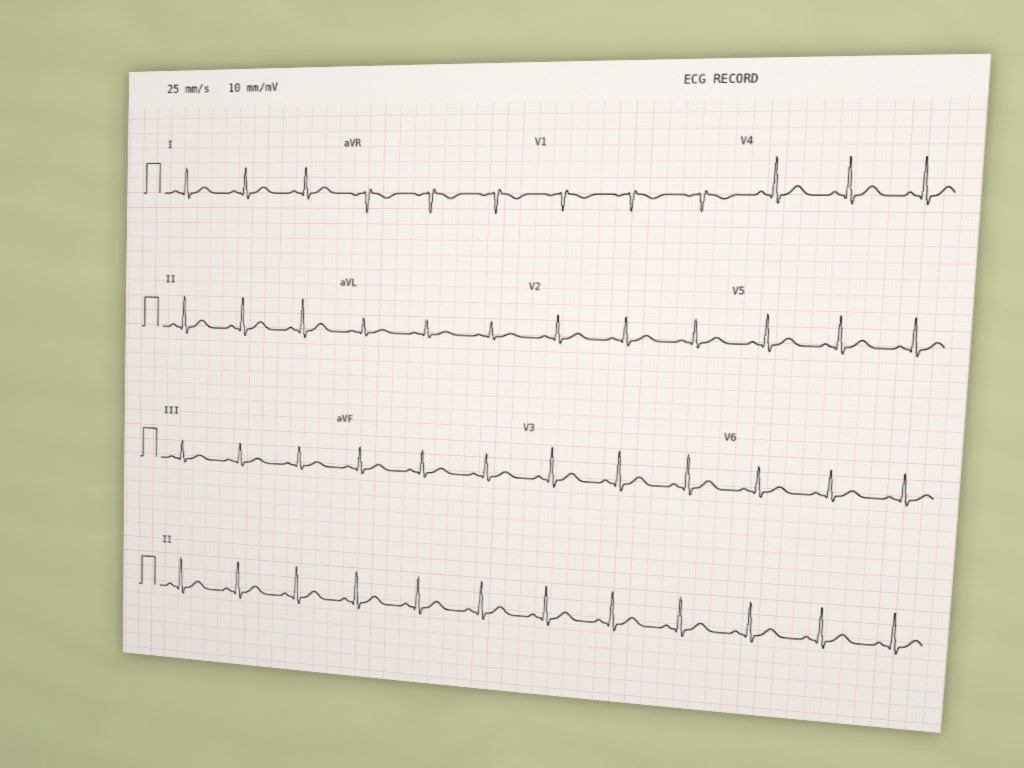 25 mm/s 10 mm/mV ECG RECORD
I aVR V1 V4
II aVL V2 V5
III aVF V3 V6
II